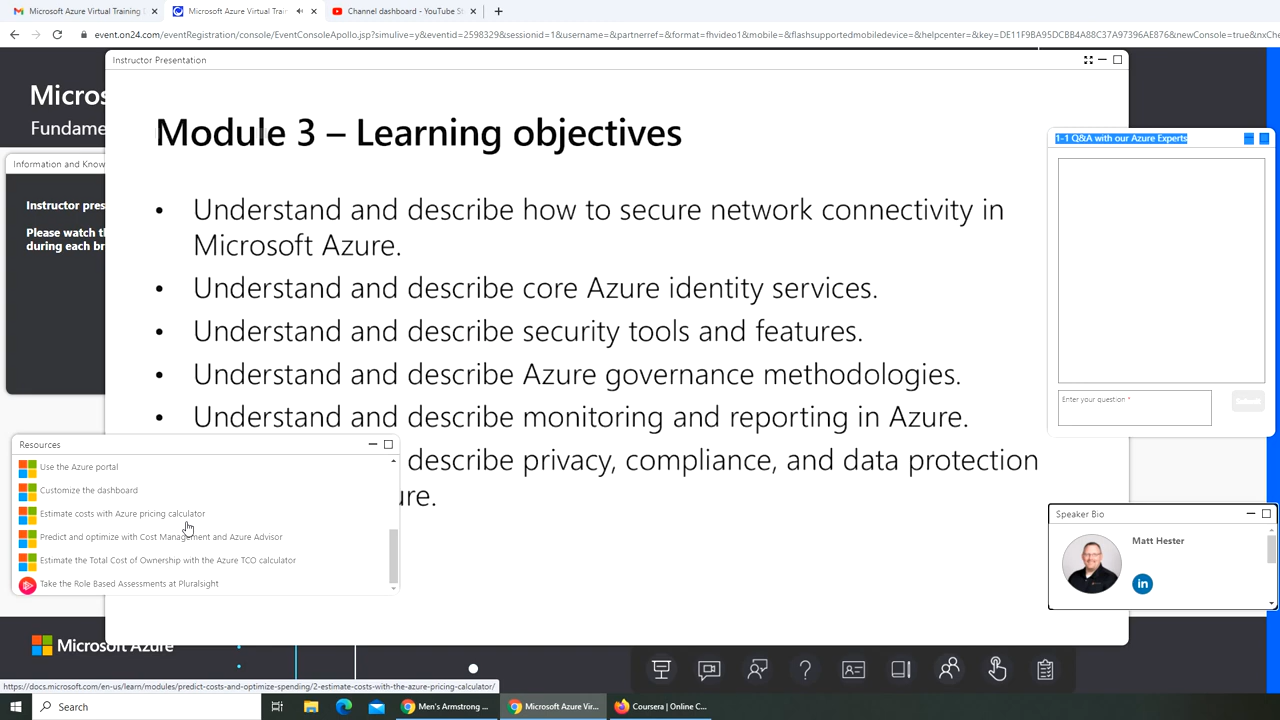 Microsoft Azure Virtual Training
Microsoft Azure Virtual Train
Channel dashboard - YouTube St
event.on24.com/eventRegistration/console/EventConsoleApollo.jsp?simulive=y&eventid=2598329&sessionid=1&username=&partnerref=&format=fhvideo1&mobile=&flashsupportedmobiledevice=&helpcenter=&key=DE11F9BA95DCBB4A88C37A97396AE876&newConsole=true&nxChe
Instructor Presentation
Micros
Fundame
Module 3 – Learning objectives
1-1 Q&A with our Azure Experts
Information and Know
Instructor pres
Please watch th
during each br
• Understand and describe how to secure network connectivity in
Microsoft Azure.
• Understand and describe core Azure identity services.
• Understand and describe security tools and features.
• Understand and describe Azure governance methodologies.
• Understand and describe monitoring and reporting in Azure.
describe privacy, compliance, and data protection
ure.
Enter your question *
Submit
Resources
Use the Azure portal
Customize the dashboard
Estimate costs with Azure pricing calculator
Predict and optimize with Cost Management and Azure Advisor
Estimate the Total Cost of Ownership with the Azure TCO calculator
Take the Role Based Assessments at Pluralsight
Speaker Bio
Matt Hester
in
Microsoft Azure
https://docs.microsoft.com/en-us/learn/modules/predict-costs-and-optimize-spending/2-estimate-costs-with-the-azure-pricing-calculator/
Search
Men's Armstrong ...
Microsoft Azure Vir...
Coursera | Online C...